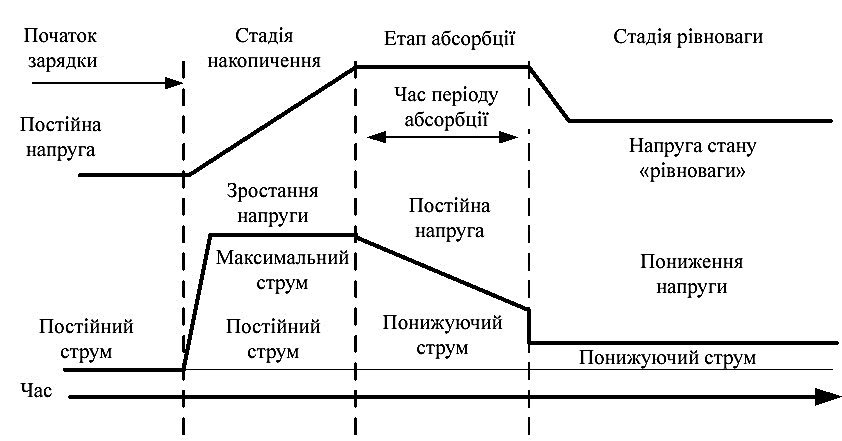 Початок
зарядки
Стадія
накопичення
Етап абсорбції
Стадія рівноваги
Час періоду
абсорбції
Постійна
напруга
Напруга стану
«рівноваги»
Зростання
напруги
Постійна
напруга
Максимальний
струм
Пониження
напруги
Постійний
струм
Постійний
струм
Понижуючий
струм
Понижуючий струм
Час